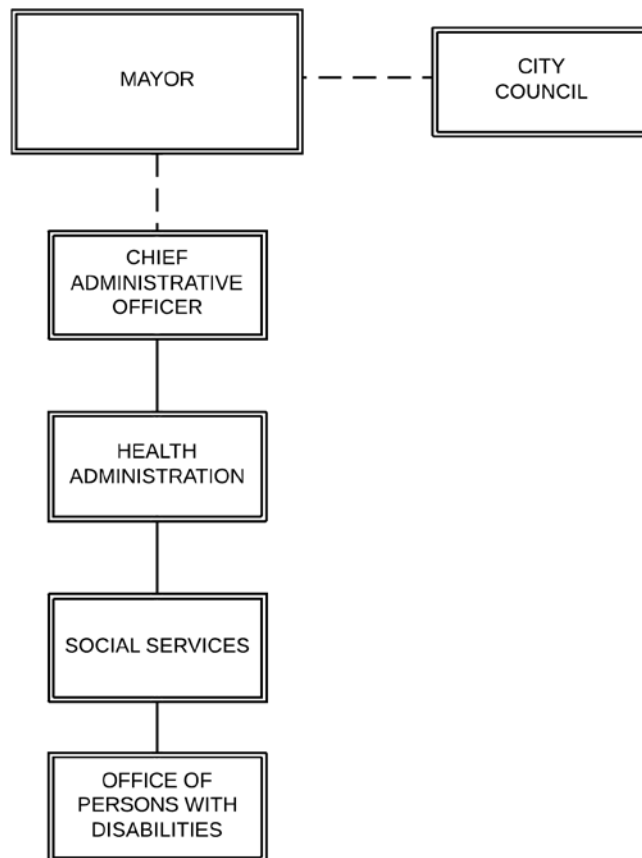 MAYOR
CITY
COUNCIL
CHIEF
ADMINISTRATIVE
OFFICER
HEALTH
ADMINISTRATION
SOCIAL SERVICES
OFFICE OF
PERSONS WITH
DISABILITIES